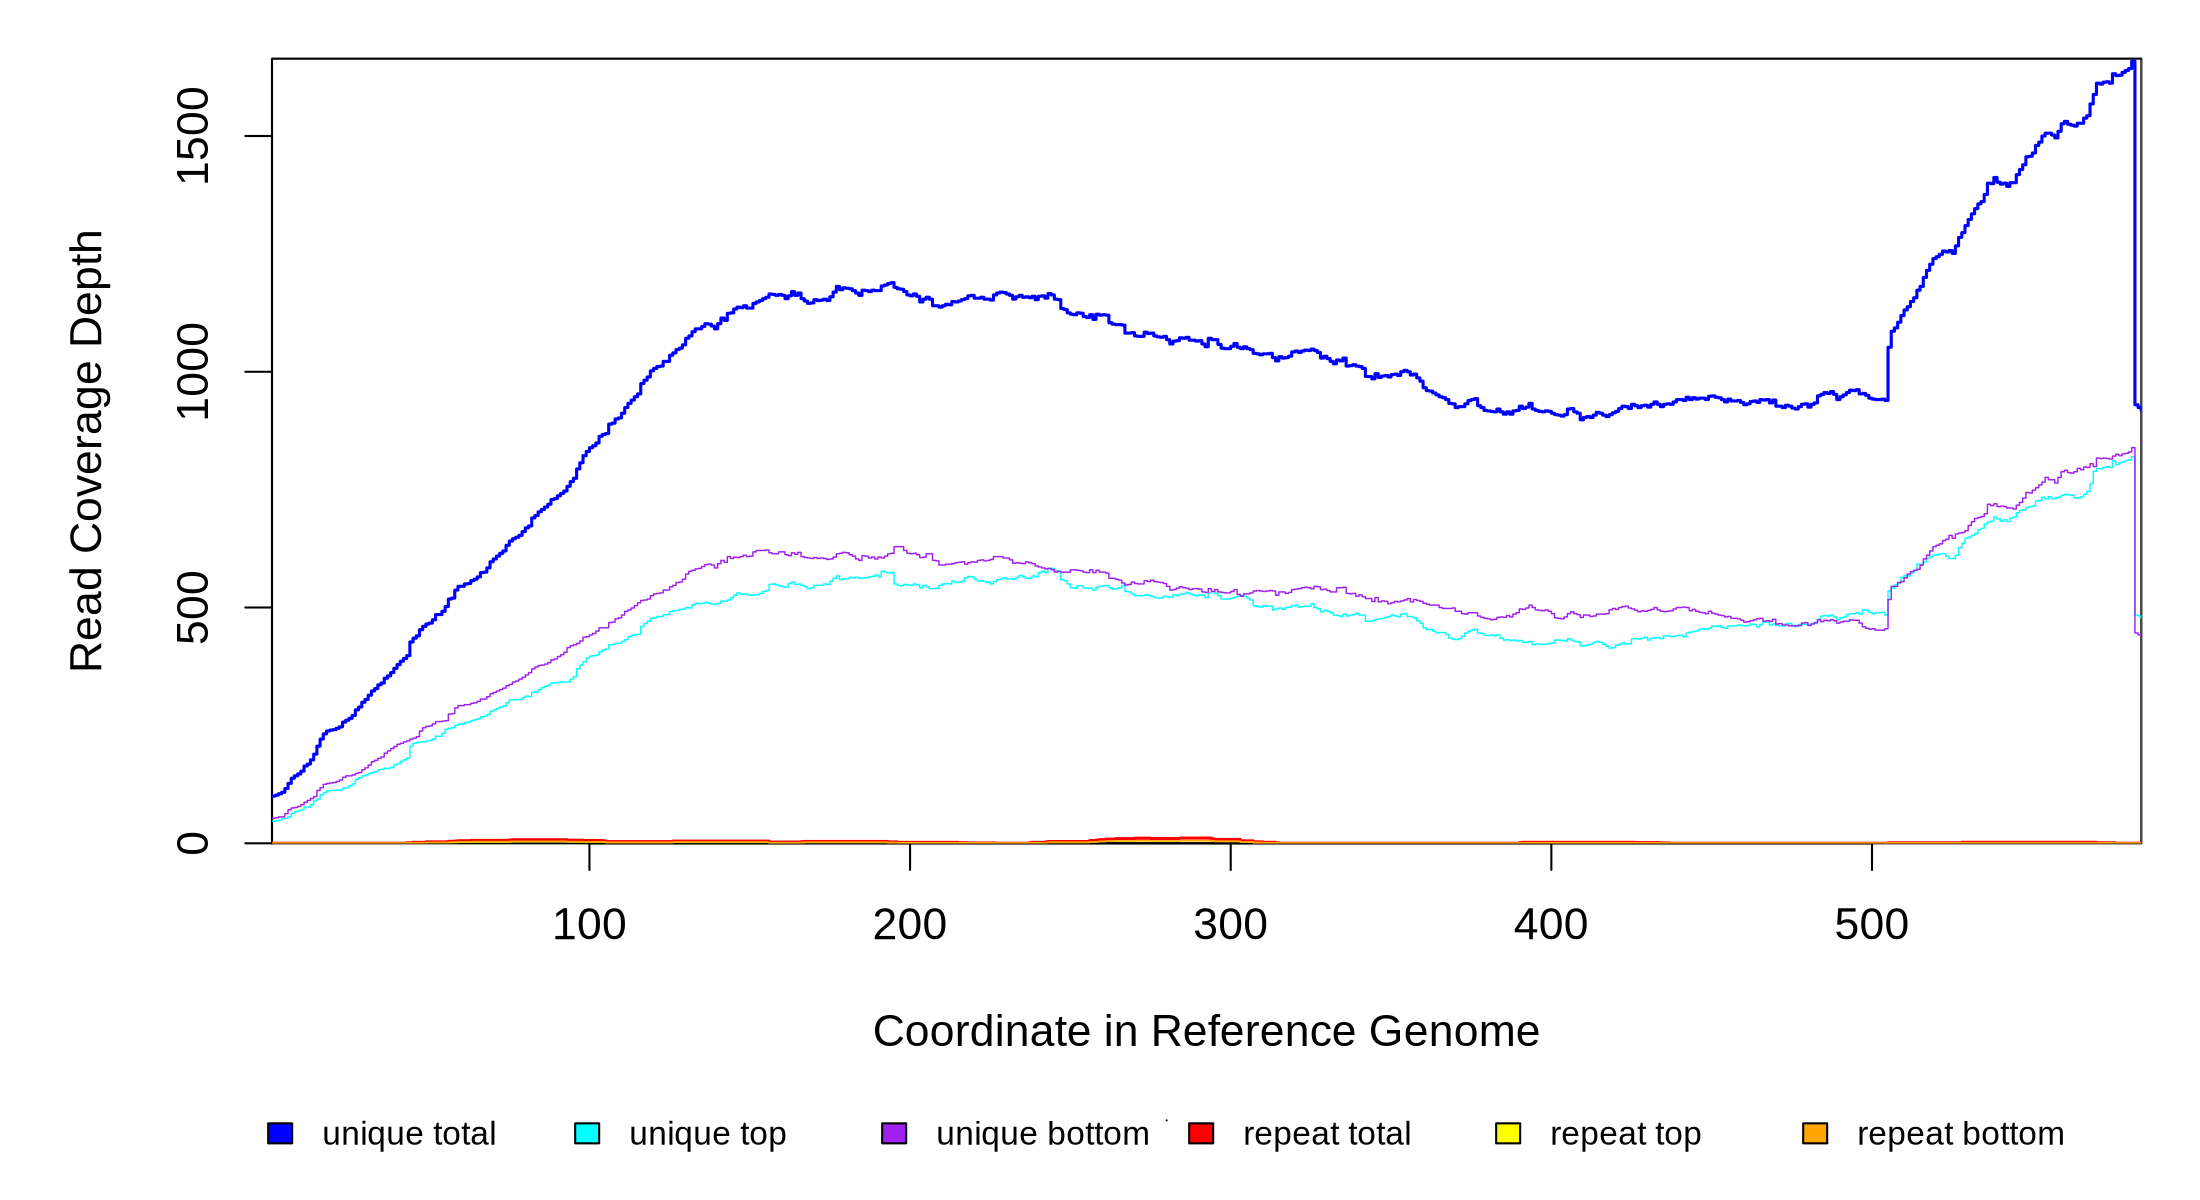 Read Coverage Depth
1500
1000
500
0
100 200 300 400 500
Coordinate in Reference Genome
unique total unique top unique bottom repeat total repeat top repeat bottom